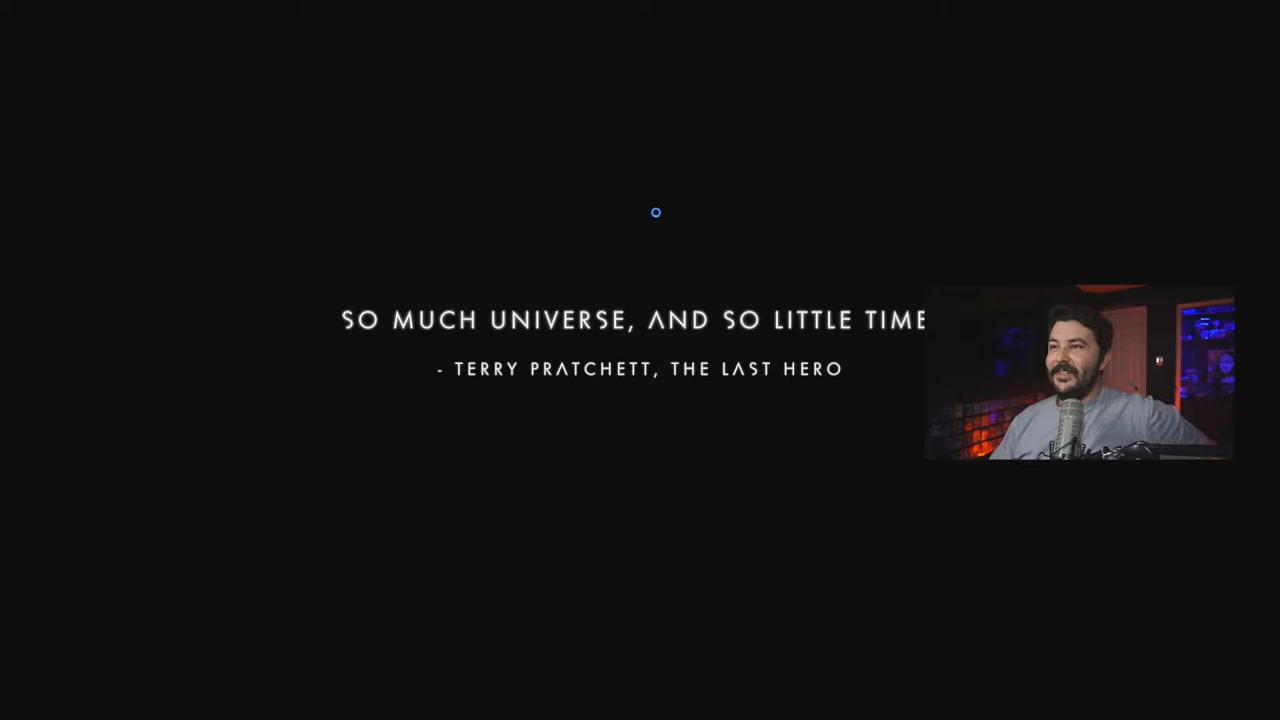 SO MUCH UNIVERSE, AND SO LITTLE TIME
- TERRY PRATCHETT, THE LAST HERO